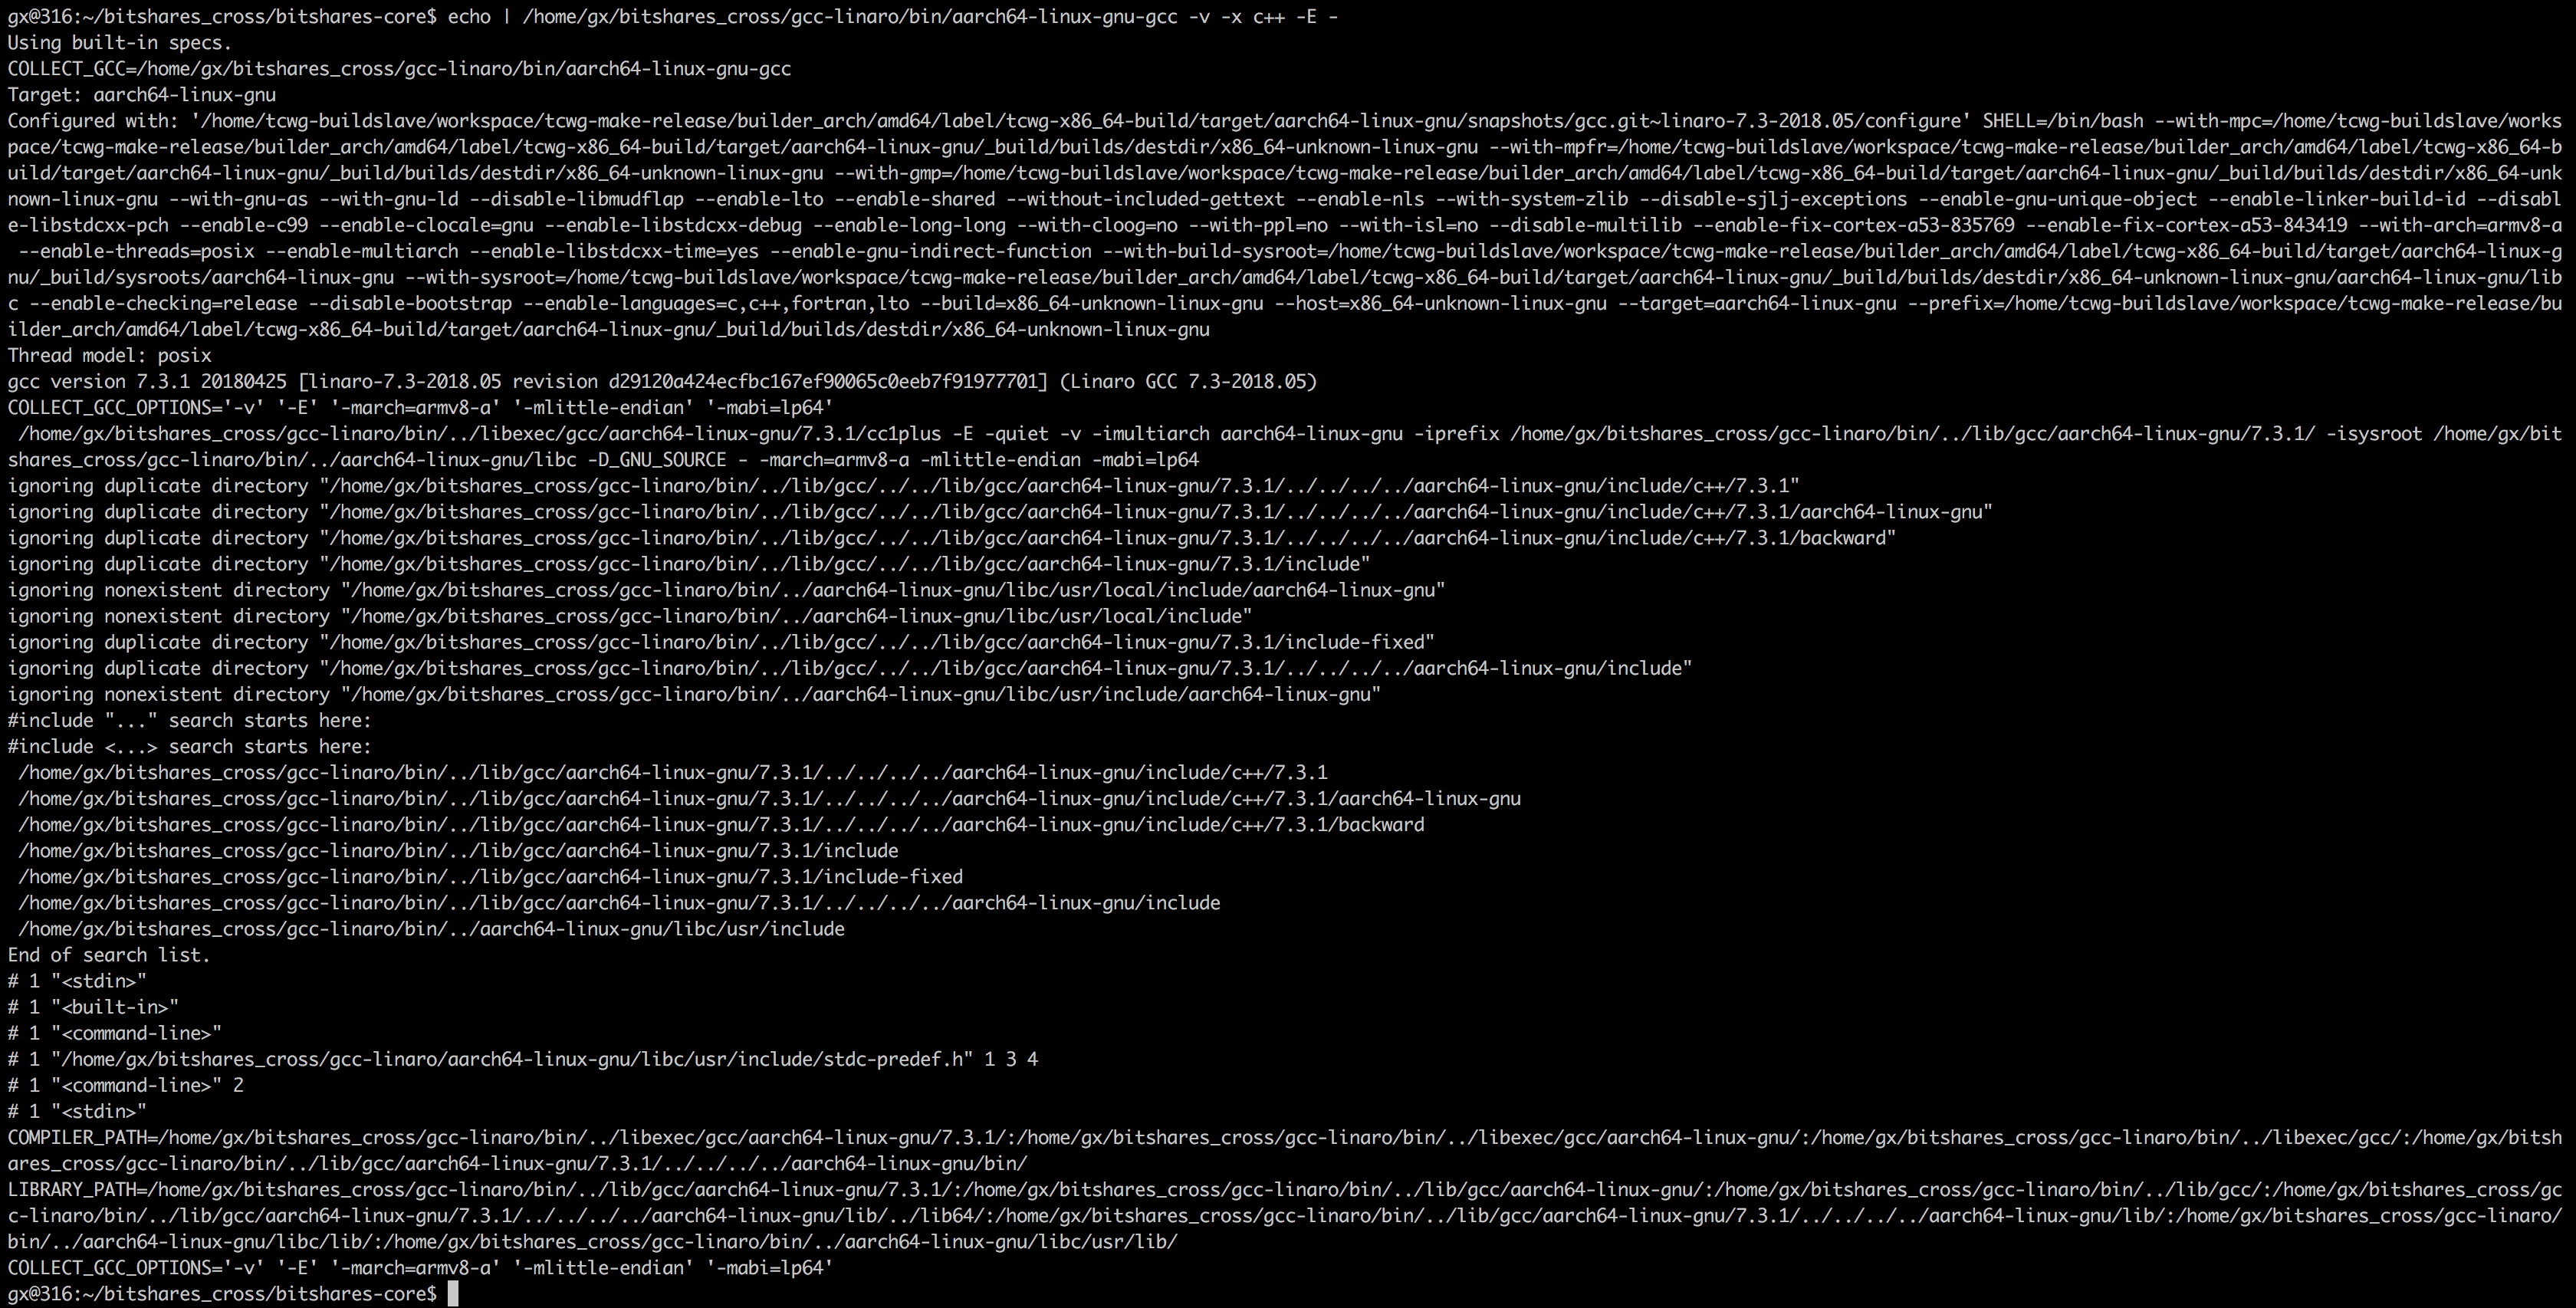 gx@316:~/bitshares_cross/bitshares-core$ echo | /home/gx/bitshares_cross/gcc-linaro/bin/aarch64-linux-gnu-gcc -v -x c++ -E -
Using built-in specs.
COLLECT_GCC=/home/gx/bitshares_cross/gcc-linaro/bin/aarch64-linux-gnu-gcc
Target: aarch64-linux-gnu
Configured with: '/home/tcwg-buildslave/workspace/tcwg-make-release/builder_arch/amd64/label/tcwg-x86_64-build/target/aarch64-linux-gnu/snapshots/gcc.git~linaro-7.3-2018.05/configure' SHELL=/bin/bash --with-mpc=/home/tcwg-buildslave/works
pace/tcwg-make-release/builder_arch/amd64/label/tcwg-x86_64-build/target/aarch64-linux-gnu/_build/builds/destdir/x86_64-unknown-linux-gnu --with-mpfr=/home/tcwg-buildslave/workspace/tcwg-make-release/builder_arch/amd64/label/tcwg-x86_64-b
uild/target/aarch64-linux-gnu/_build/builds/destdir/x86_64-unknown-linux-gnu --with-gmp=/home/tcwg-buildslave/workspace/tcwg-make-release/builder_arch/amd64/label/tcwg-x86_64-build/target/aarch64-linux-gnu/_build/builds/destdir/x86_64-unk
nown-linux-gnu --with-gnu-as --with-gnu-ld --disable-libmudflap --enable-lto --enable-shared --without-included-gettext --enable-nls --with-system-zlib --disable-sjlj-exceptions --enable-gnu-unique-object --enable-linker-build-id --disabl
e-libstdcxx-pch --enable-c99 --enable-clocale=gnu --enable-libstdcxx-debug --enable-long-long --with-cloog=no --with-ppl=no --with-isl=no --disable-multilib --enable-fix-cortex-a53-835769 --enable-fix-cortex-a53-843419 --with-arch=armv8-a
 --enable-threads=posix --enable-multiarch --enable-libstdcxx-time=yes --enable-gnu-indirect-function --with-build-sysroot=/home/tcwg-buildslave/workspace/tcwg-make-release/builder_arch/amd64/label/tcwg-x86_64-build/target/aarch64-linux-g
nu/_build/sysroots/aarch64-linux-gnu --with-sysroot=/home/tcwg-buildslave/workspace/tcwg-make-release/builder_arch/amd64/label/tcwg-x86_64-build/target/aarch64-linux-gnu/_build/builds/destdir/x86_64-unknown-linux-gnu/aarch64-linux-gnu/lib
c --enable-checking=release --disable-bootstrap --enable-languages=c,c++,fortran,lto --build=x86_64-unknown-linux-gnu --host=x86_64-unknown-linux-gnu --target=aarch64-linux-gnu --prefix=/home/tcwg-buildslave/workspace/tcwg-make-release/bu
ilder_arch/amd64/label/tcwg-x86_64-build/target/aarch64-linux-gnu/_build/builds/destdir/x86_64-unknown-linux-gnu
Thread model: posix
gcc version 7.3.1 20180425 [linaro-7.3-2018.05 revision d29120a424ecfbc167ef90065c0eeb7f91977701] (Linaro GCC 7.3-2018.05)
COLLECT_GCC_OPTIONS='-v' '-E' '-march=armv8-a' '-mlittle-endian' '-mabi=lp64'
 /home/gx/bitshares_cross/gcc-linaro/bin/../libexec/gcc/aarch64-linux-gnu/7.3.1/cc1plus -E -quiet -v -imultiarch aarch64-linux-gnu -iprefix /home/gx/bitshares_cross/gcc-linaro/bin/../lib/gcc/aarch64-linux-gnu/7.3.1/ -isysroot /home/gx/bit
shares_cross/gcc-linaro/bin/../aarch64-linux-gnu/libc -D_GNU_SOURCE - -march=armv8-a -mlittle-endian -mabi=lp64
ignoring duplicate directory "/home/gx/bitshares_cross/gcc-linaro/bin/../lib/gcc/../../lib/gcc/aarch64-linux-gnu/7.3.1/../../../../aarch64-linux-gnu/include/c++/7.3.1"
ignoring duplicate directory "/home/gx/bitshares_cross/gcc-linaro/bin/../lib/gcc/../../lib/gcc/aarch64-linux-gnu/7.3.1/../../../../aarch64-linux-gnu/include/c++/7.3.1/aarch64-linux-gnu"
ignoring duplicate directory "/home/gx/bitshares_cross/gcc-linaro/bin/../lib/gcc/../../lib/gcc/aarch64-linux-gnu/7.3.1/../../../../aarch64-linux-gnu/include/c++/7.3.1/backward"
ignoring duplicate directory "/home/gx/bitshares_cross/gcc-linaro/bin/../lib/gcc/../../lib/gcc/aarch64-linux-gnu/7.3.1/include"
ignoring nonexistent directory "/home/gx/bitshares_cross/gcc-linaro/bin/../aarch64-linux-gnu/libc/usr/local/include/aarch64-linux-gnu"
ignoring nonexistent directory "/home/gx/bitshares_cross/gcc-linaro/bin/../aarch64-linux-gnu/libc/usr/local/include"
ignoring duplicate directory "/home/gx/bitshares_cross/gcc-linaro/bin/../lib/gcc/../../lib/gcc/aarch64-linux-gnu/7.3.1/include-fixed"
ignoring duplicate directory "/home/gx/bitshares_cross/gcc-linaro/bin/../lib/gcc/../../lib/gcc/aarch64-linux-gnu/7.3.1/../../../../aarch64-linux-gnu/include"
ignoring nonexistent directory "/home/gx/bitshares_cross/gcc-linaro/bin/../aarch64-linux-gnu/libc/usr/include/aarch64-linux-gnu"
#include "..." search starts here:
#include <...> search starts here:
 /home/gx/bitshares_cross/gcc-linaro/bin/../lib/gcc/aarch64-linux-gnu/7.3.1/../../../../aarch64-linux-gnu/include/c++/7.3.1
 /home/gx/bitshares_cross/gcc-linaro/bin/../lib/gcc/aarch64-linux-gnu/7.3.1/../../../../aarch64-linux-gnu/include/c++/7.3.1/aarch64-linux-gnu
 /home/gx/bitshares_cross/gcc-linaro/bin/../lib/gcc/aarch64-linux-gnu/7.3.1/../../../../aarch64-linux-gnu/include/c++/7.3.1/backward
 /home/gx/bitshares_cross/gcc-linaro/bin/../lib/gcc/aarch64-linux-gnu/7.3.1/include
 /home/gx/bitshares_cross/gcc-linaro/bin/../lib/gcc/aarch64-linux-gnu/7.3.1/include-fixed
 /home/gx/bitshares_cross/gcc-linaro/bin/../lib/gcc/aarch64-linux-gnu/7.3.1/../../../../aarch64-linux-gnu/include
 /home/gx/bitshares_cross/gcc-linaro/bin/../aarch64-linux-gnu/libc/usr/include
End of search list.
# 1 "<stdin>"
# 1 "<built-in>"
# 1 "<command-line>"
# 1 "/home/gx/bitshares_cross/gcc-linaro/aarch64-linux-gnu/libc/usr/include/stdc-predef.h" 1 3 4
# 1 "<command-line>" 2
# 1 "<stdin>"
COMPILER_PATH=/home/gx/bitshares_cross/gcc-linaro/bin/../libexec/gcc/aarch64-linux-gnu/7.3.1/:/home/gx/bitshares_cross/gcc-linaro/bin/../libexec/gcc/aarch64-linux-gnu/:/home/gx/bitshares_cross/gcc-linaro/bin/../libexec/gcc/:/home/gx/bitsh
ares_cross/gcc-linaro/bin/../lib/gcc/aarch64-linux-gnu/7.3.1/../../../../aarch64-linux-gnu/bin/
LIBRARY_PATH=/home/gx/bitshares_cross/gcc-linaro/bin/../lib/gcc/aarch64-linux-gnu/7.3.1/:/home/gx/bitshares_cross/gcc-linaro/bin/../lib/gcc/aarch64-linux-gnu/:/home/gx/bitshares_cross/gcc-linaro/bin/../lib/gcc/:/home/gx/bitshares_cross/gc
c-linaro/bin/../lib/gcc/aarch64-linux-gnu/7.3.1/../../../../aarch64-linux-gnu/lib/../lib64/:/home/gx/bitshares_cross/gcc-linaro/bin/../lib/gcc/aarch64-linux-gnu/7.3.1/../../../../aarch64-linux-gnu/lib/:/home/gx/bitshares_cross/gcc-linaro/
bin/../aarch64-linux-gnu/libc/lib/:/home/gx/bitshares_cross/gcc-linaro/bin/../aarch64-linux-gnu/libc/usr/lib/
COLLECT_GCC_OPTIONS='-v' '-E' '-march=armv8-a' '-mlittle-endian' '-mabi=lp64'
gx@316:~/bitshares_cross/bitshares-core$